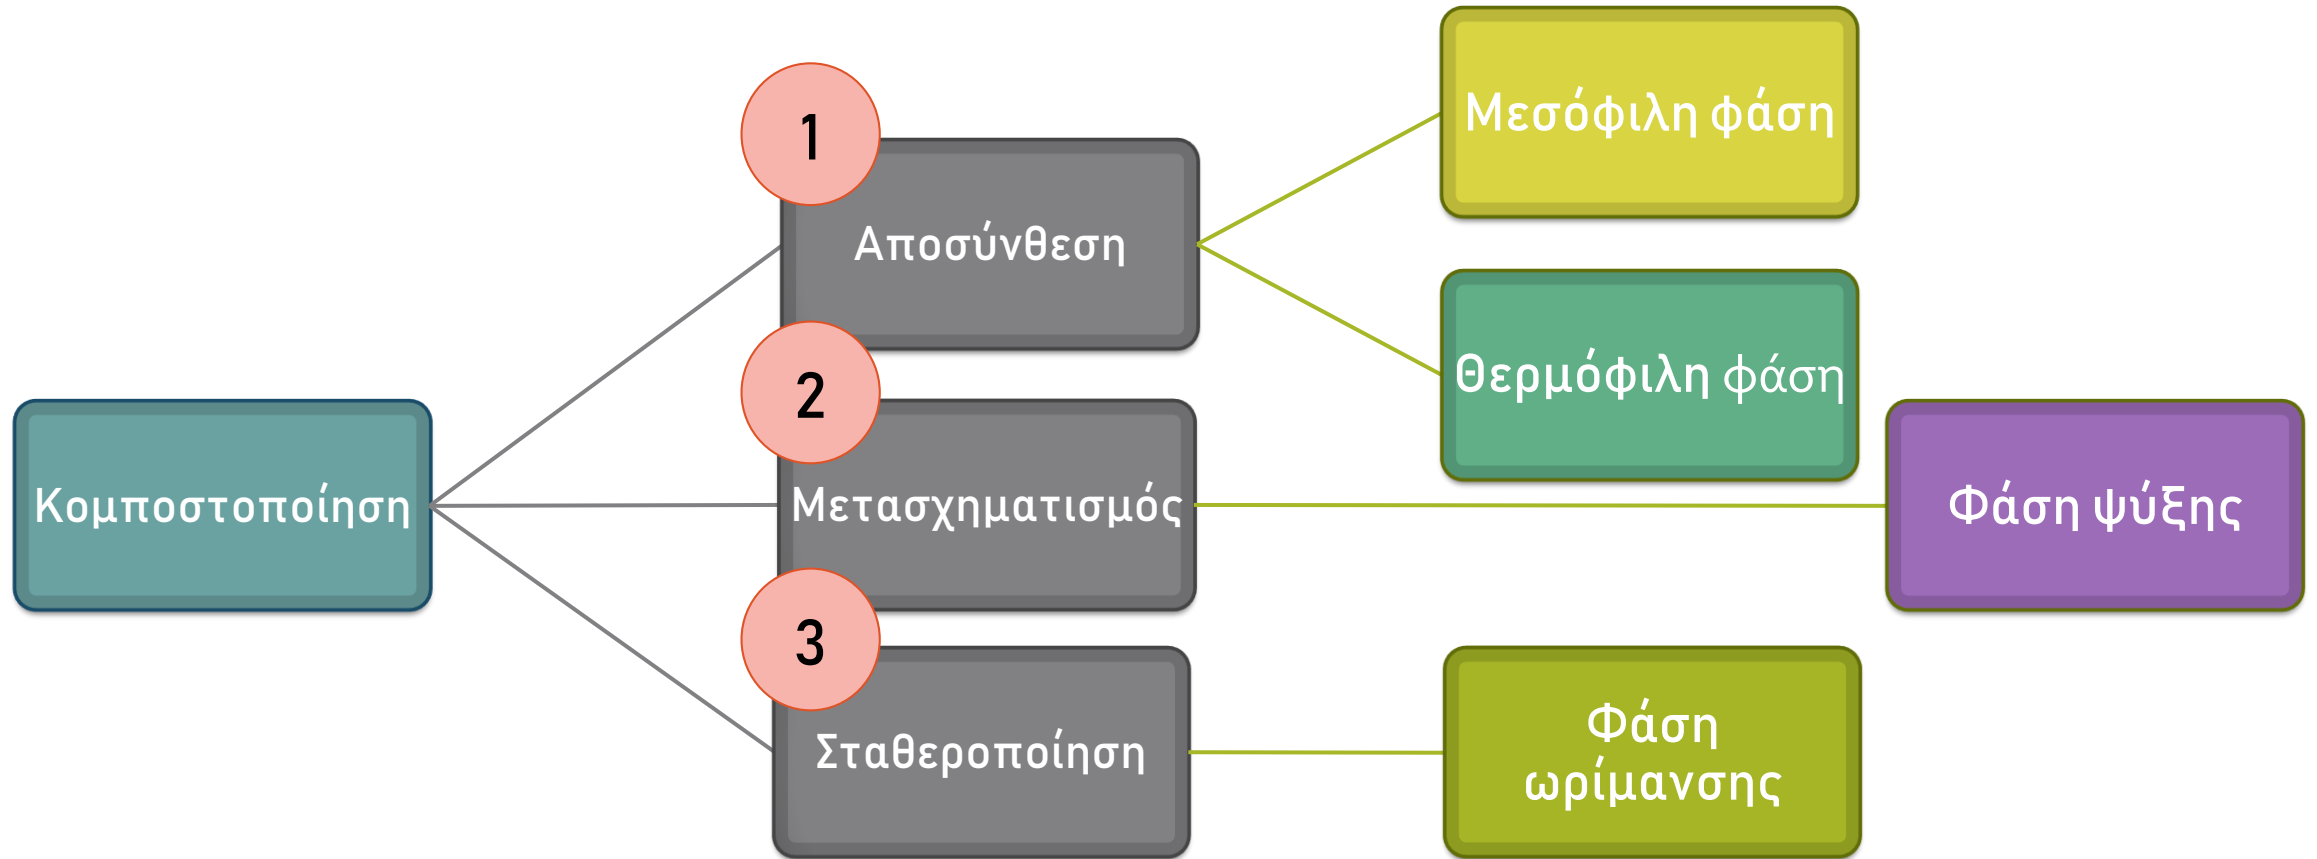 Κομποστοποίηση
1
Αποσύνθεση
Μεσόφιλη φάση
Θερμόφιλη φάση
2
Μετασχηματισμός
Φάση ψύξης
3
Σταθεροποίηση
Φάση
ωρίμανσης